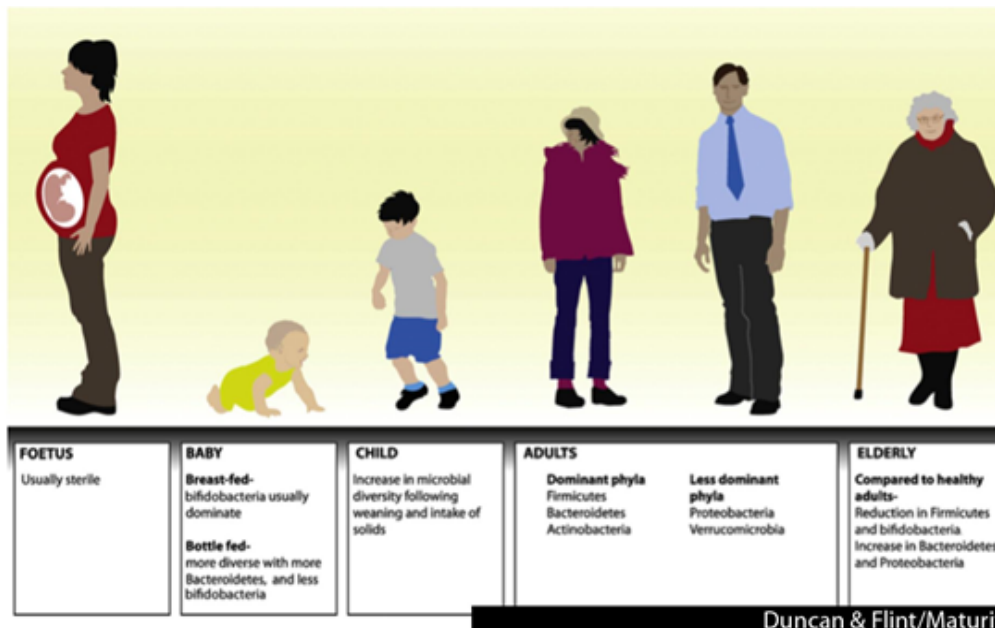 FOETUS
Usually sterile
BABY
Breast-fed-
bifidobacteria usually
dominate
Bottle fed-
more diverse with more
Bacteroidetes, and less
bifidobacteria
CHILD
Increase in microbial
diversity following
weaning and intake of
solids
ADULTS
Dominant phyla
Firmicutes
Bacteroidetes
Actinobacteria
Less dominant
phyla
Proteobacteria
Verrucomicrobia
ELDERLY
Compared to healthy
adults-
Reduction in Firmicutes
and bifidobacteria
Increase in Bacteroidetes
and Proteobacteria
Duncan & Flint/Maturi